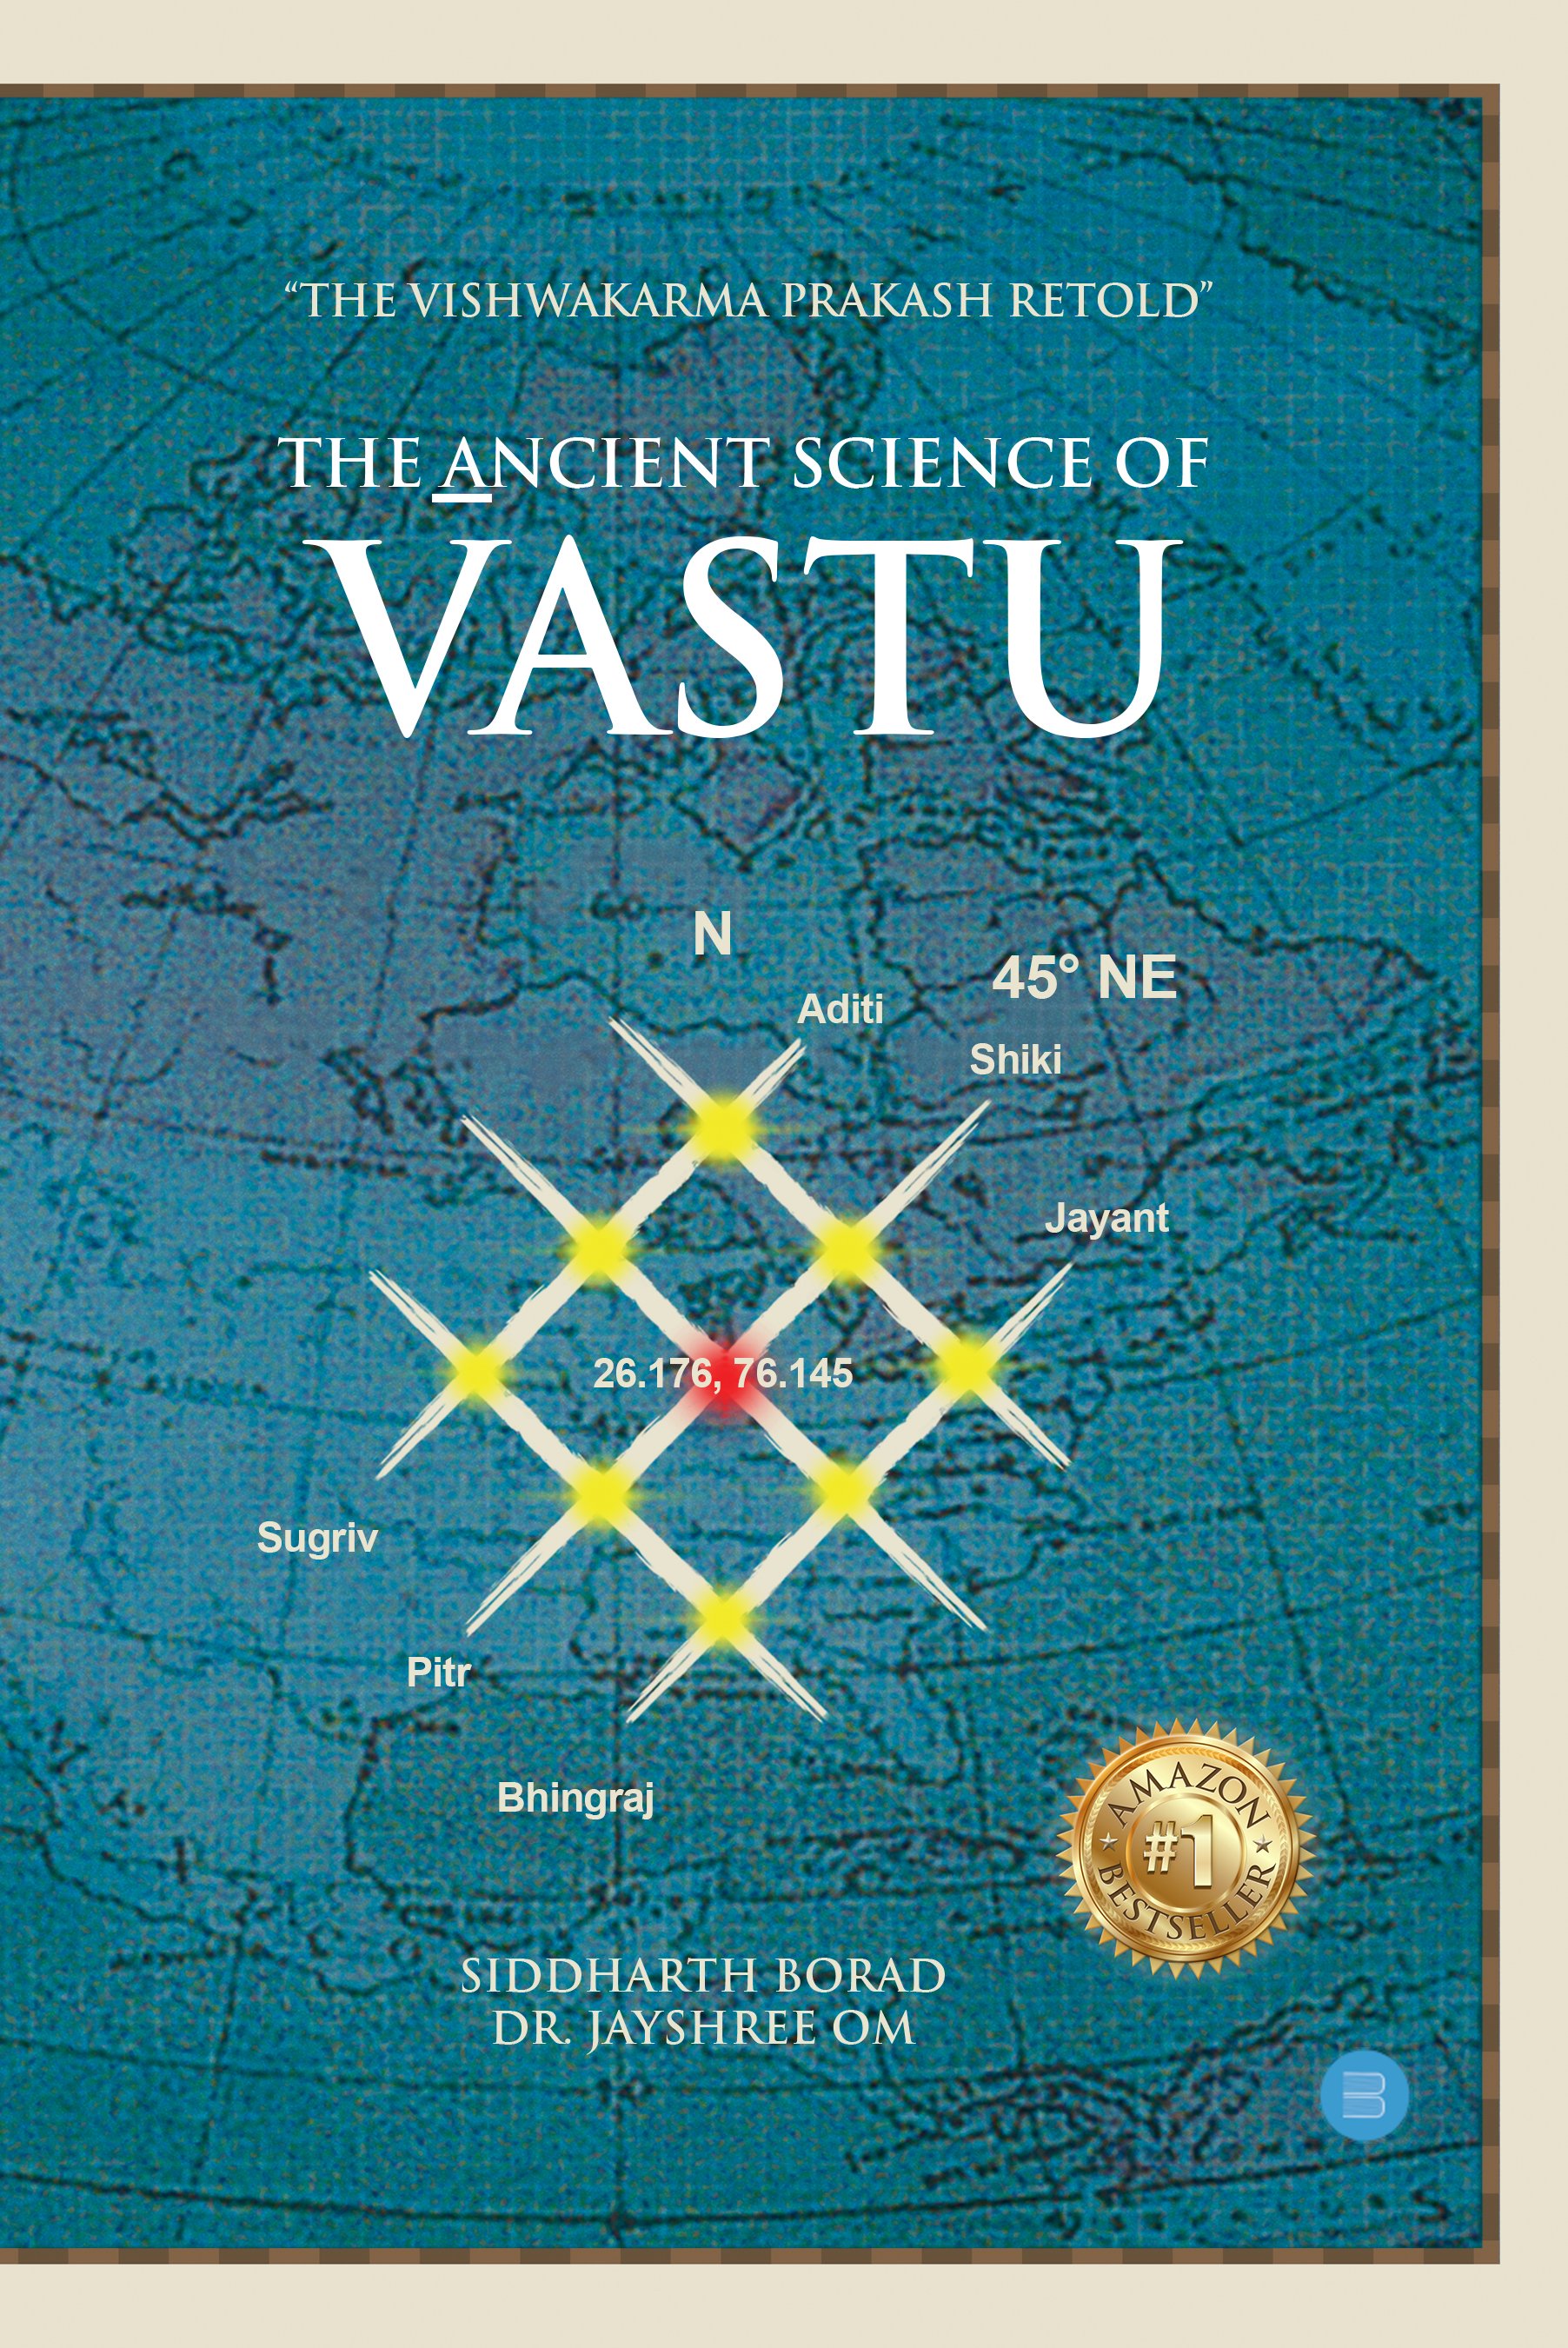 “THE VISHWAKARMA PRAKASH RETOLD”
THE ANCIENT SCIENCE OF
VĀSTU
N
45° NE
Aditi
Shiki
Jayant
26.176, 76.145
Sugriv
Pitr
Bhingraj
AMAZON
#1
BESTSELLER
SIDDHARTH BORAD
DR. JAYSHREE OM
B